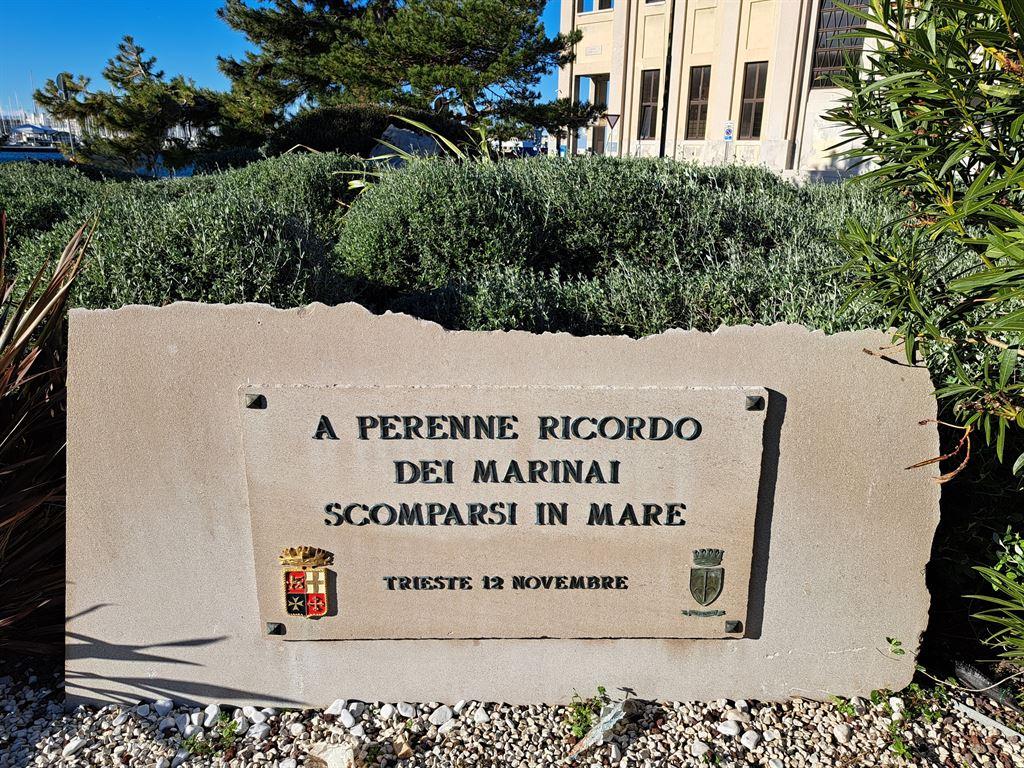 A PERENNE RICORDO
DEI MARINAI
SCOMPARSI IN MARE
TRIESTE 12 NOVEMBRE